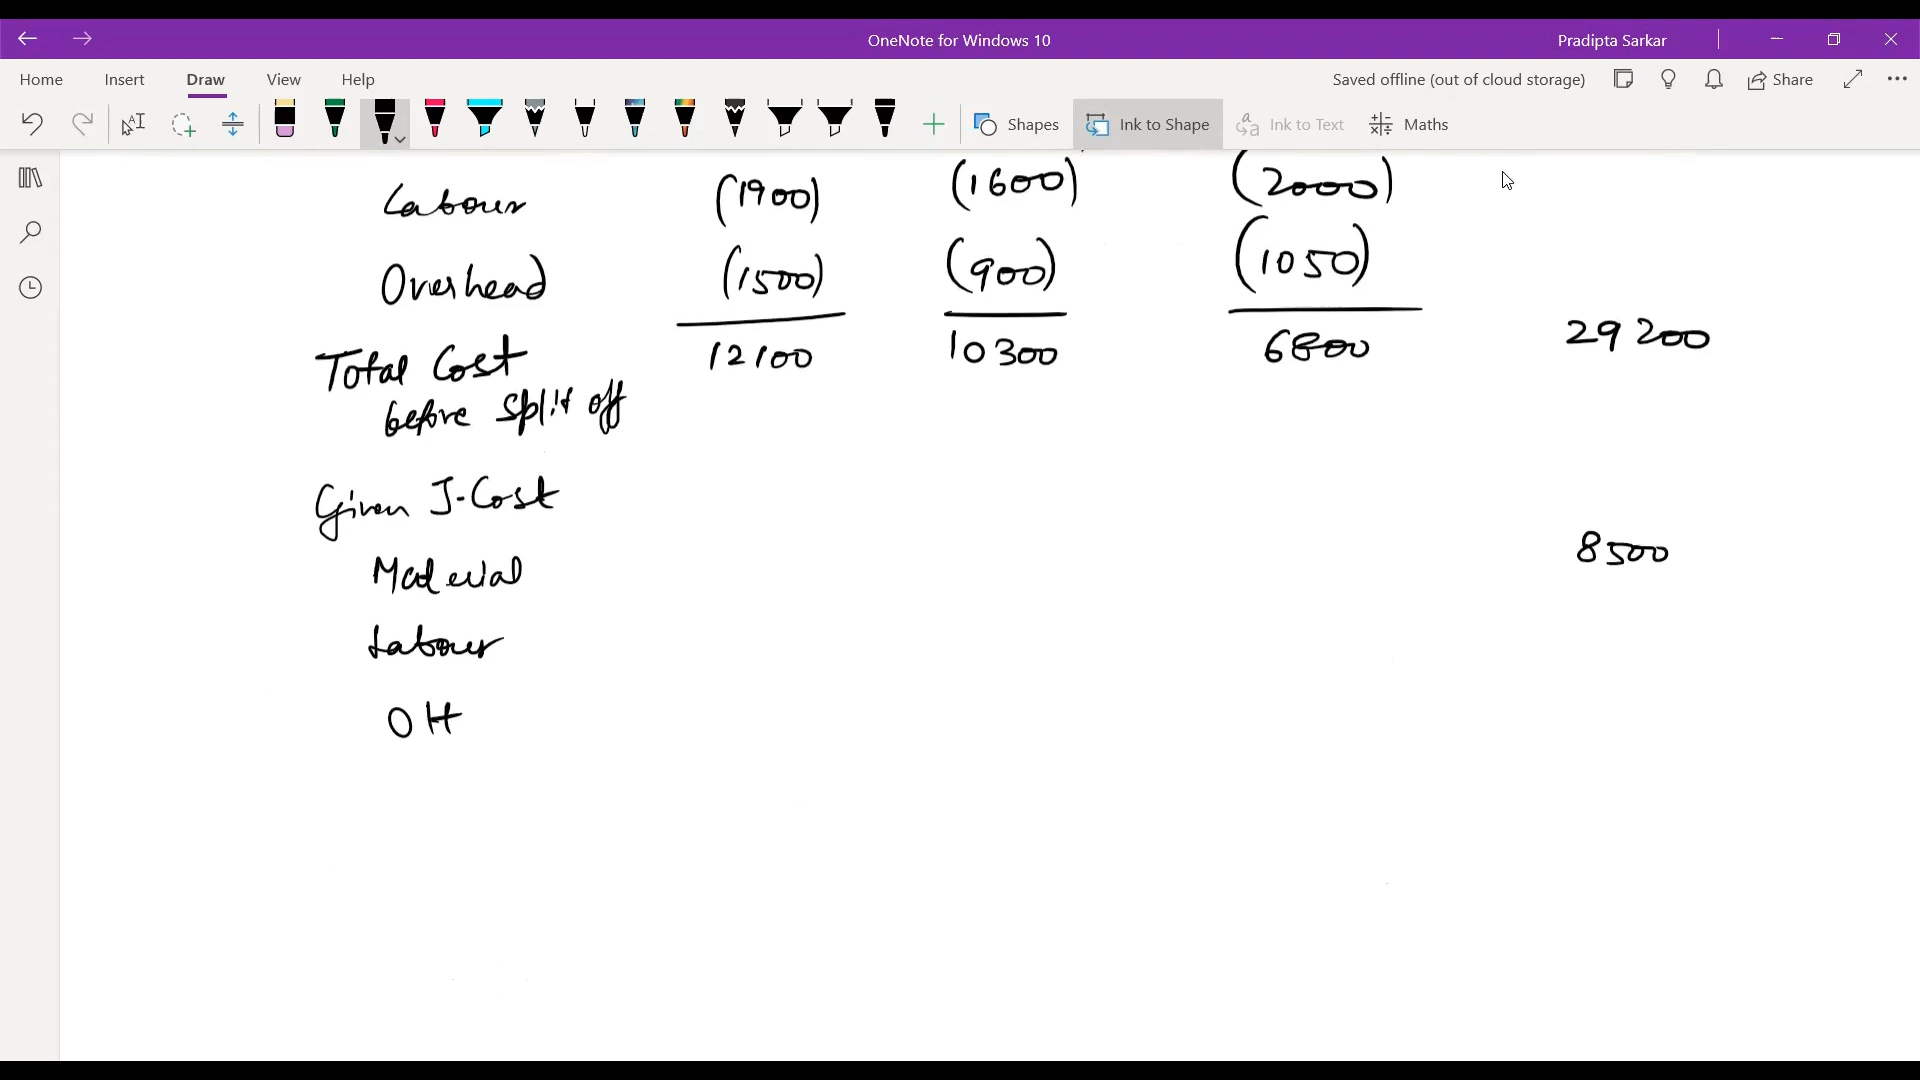 OneNote for Windows 10
Pradipta Sarkar
Home Insert Draw View Help
Saved offline (out of cloud storage)
Share
Shapes
Ink to Shape
Ink to Text
Maths
Labour (1900) (1600) (2000)
Overhead (1500) (900) (1050)
Total Cost 12100 10300 6800 29200
before split off
Given J-Cost
Material 8500
Labour
OH